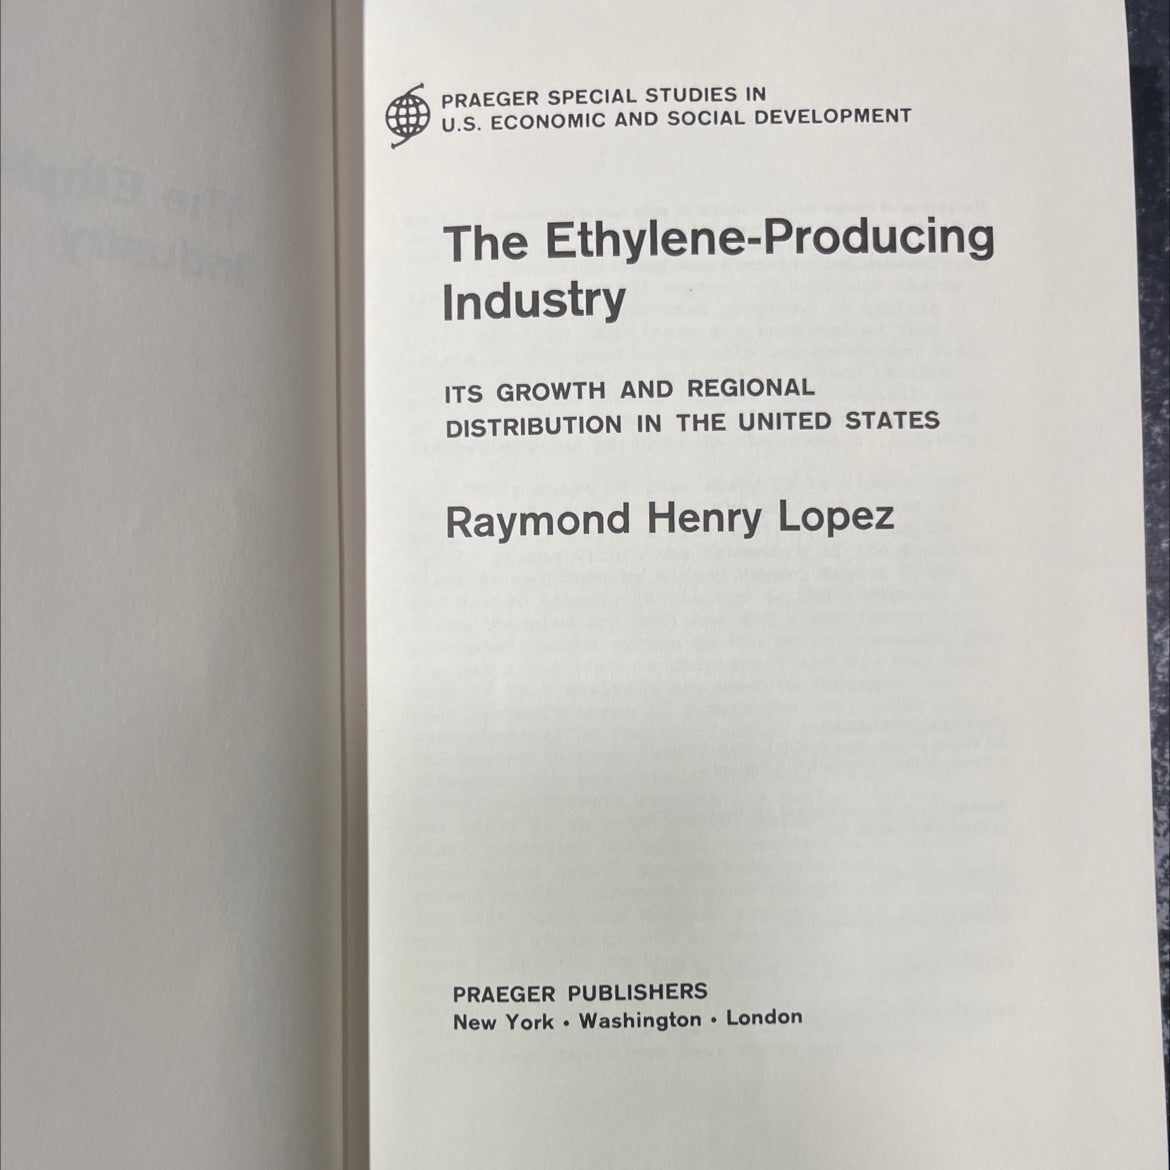 PRAEGER SPECIAL STUDIES IN
U.S. ECONOMIC AND SOCIAL DEVELOPMENT
The Ethylene-Producing
Industry
ITS GROWTH AND REGIONAL
DISTRIBUTION IN THE UNITED STATES
Raymond Henry Lopez
PRAEGER PUBLISHERS
New York • Washington • London